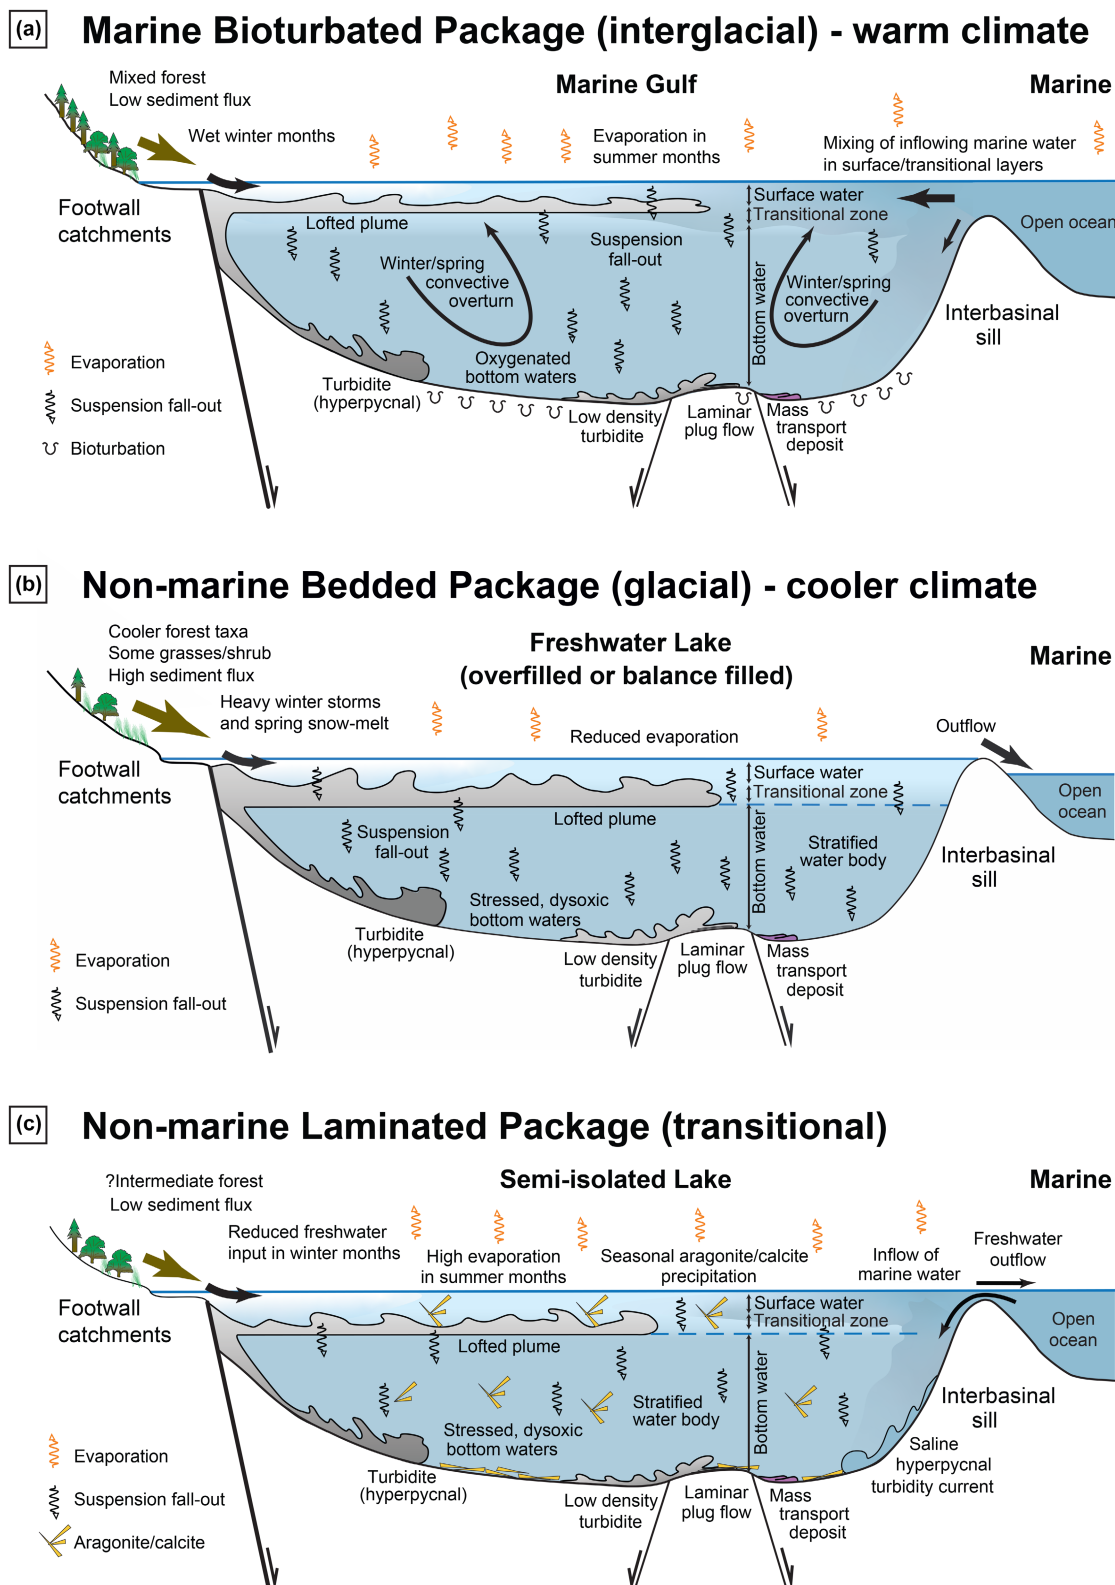 (a) Marine Bioturbated Package (interglacial) - warm climate
Mixed forest
Low sediment flux
Marine Gulf
Marine
Wet winter months
Evaporation in
summer months
Mixing of inflowing marine water
in surface/transitional layers
Footwall
catchments
Surface water
Transitional zone
Open ocean
Lofted plume
Suspension
fall-out
Winter/spring
convective
overturn
Winter/spring
convective
overturn
Bottom water
Interbasinal
sill
Oxygenated
bottom waters
Evaporation
Suspension fall-out
Bioturbation
Turbidite
(hyperpycnal)
Low density
turbidite
Laminar
plug flow
Mass
transport
deposit
(b) Non-marine Bedded Package (glacial) - cooler climate
Cooler forest taxa
Some grasses/shrub
High sediment flux
Freshwater Lake
(overfilled or balance filled)
Marine
Heavy winter storms
and spring snow-melt
Reduced evaporation
Outflow
Footwall
catchments
Surface water
Transitional zone
Open
ocean
Lofted plume
Suspension
fall-out
Stratified
water body
Bottom water
Interbasinal
sill
Stressed, dysoxic
bottom waters
Turbidite
(hyperpycnal)
Low density
turbidite
Laminar
plug flow
Mass
transport
deposit
Evaporation
Suspension fall-out
(c) Non-marine Laminated Package (transitional)
?Intermediate forest
Low sediment flux
Semi-isolated Lake
Marine
Reduced freshwater
input in winter months
High evaporation
in summer months
Seasonal aragonite/calcite
precipitation
Inflow of
marine water
Freshwater
outflow
Footwall
catchments
Surface water
Transitional zone
Open
ocean
Lofted plume
Stratified
water body
Bottom water
Interbasinal
sill
Stressed, dysoxic
bottom waters
Saline
hyperpycnal
turbidity current
Turbidite
(hyperpycnal)
Low density
turbidite
Laminar
plug flow
Mass
transport
deposit
Evaporation
Suspension fall-out
Aragonite/calcite